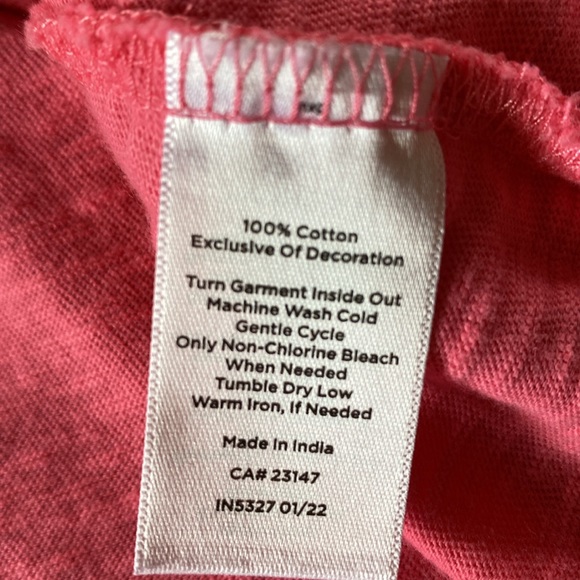 100% Cotton
Exclusive Of Decoration
Turn Garment Inside Out
Machine Wash Cold
Gentle Cycle
Only Non-Chlorine Bleach
When Needed
Tumble Dry Low
Warm Iron, If Needed
Made In India
CA# 23147
IN5327 01/22